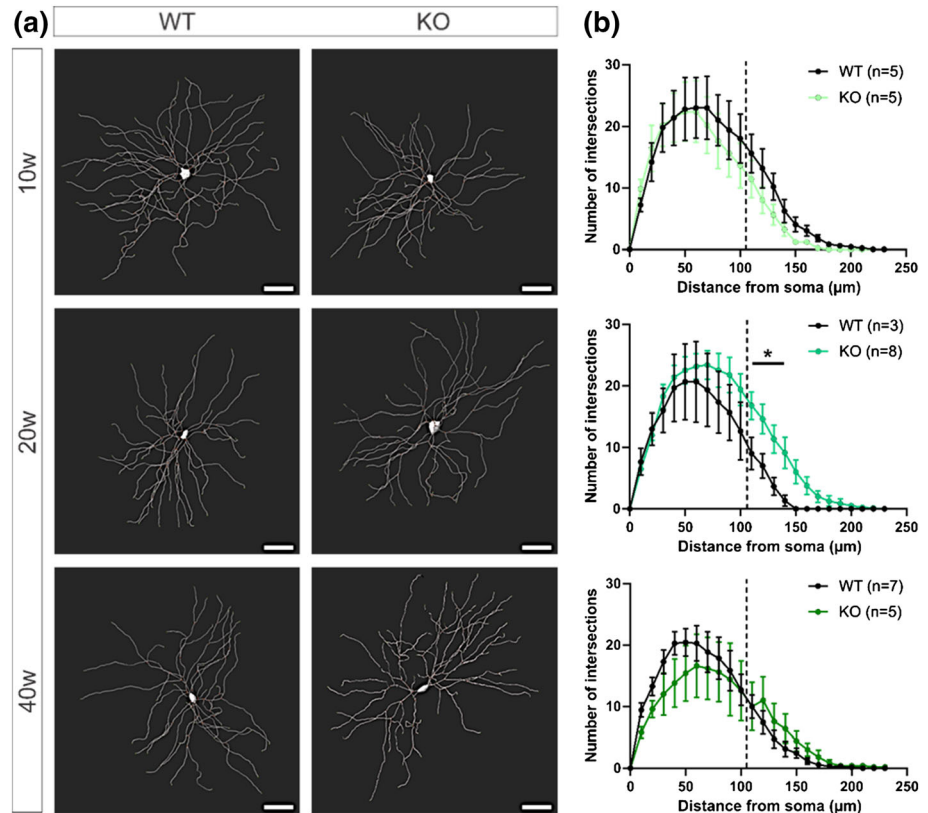 (a)
WT
KO
10w
20w
40w
(b)
30
20
10
0
0
50
100
150
200
250
Number of intersections
Distance from soma (µm)
WT (n=5)
KO (n=5)
30
20
10
0
0
50
100
150
200
250
Number of intersections
Distance from soma (µm)
WT (n=3)
KO (n=8)
*
30
20
10
0
0
50
100
150
200
250
Number of intersections
Distance from soma (µm)
WT (n=7)
KO (n=5)